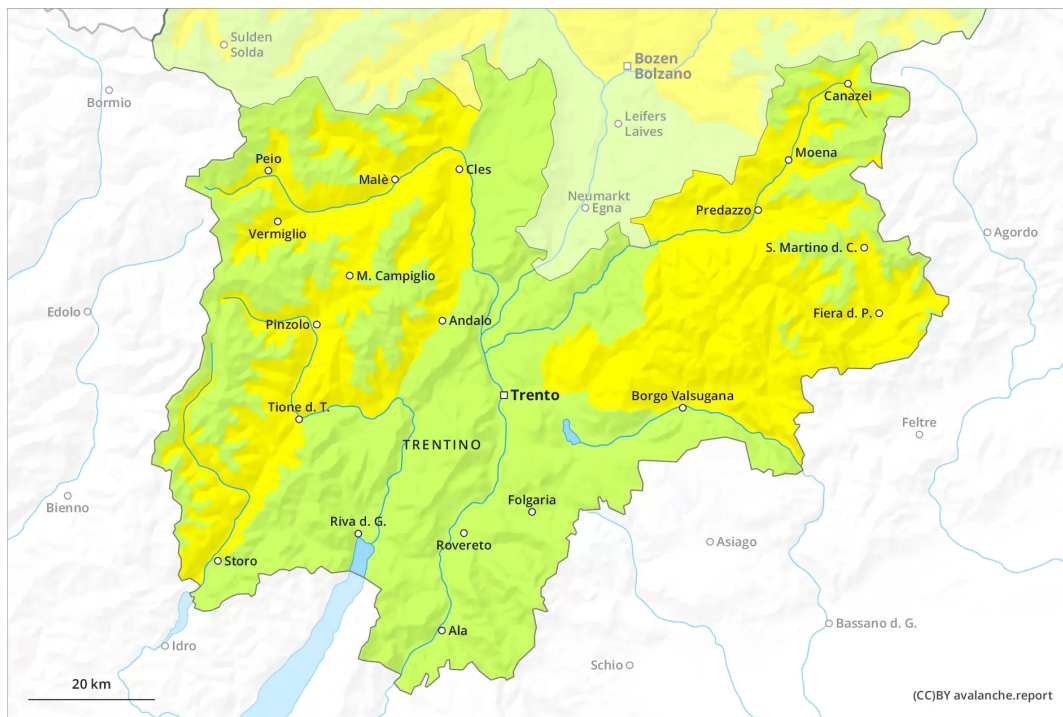 Sulden
Solda
Bozen
Bolzano
Bormio
Canazei
Leifers
Laives
Moena
Peio
Malè
Cles
Neumarkt
Egna
Predazzo
Vermiglio
Agordo
S. Martino d. C.
M. Campiglio
Edolo
Pinzolo
Andalo
Fiera d. P.
Trento
Borgo Valsugana
Tione d. T.
Feltre
TRENTINO
Bienno
Folgaria
Riva d. G.
Rovereto
Asiago
Storo
Ala
Bassano d. G.
Idro
Schio
20 km
(CC)BY avalanche.report